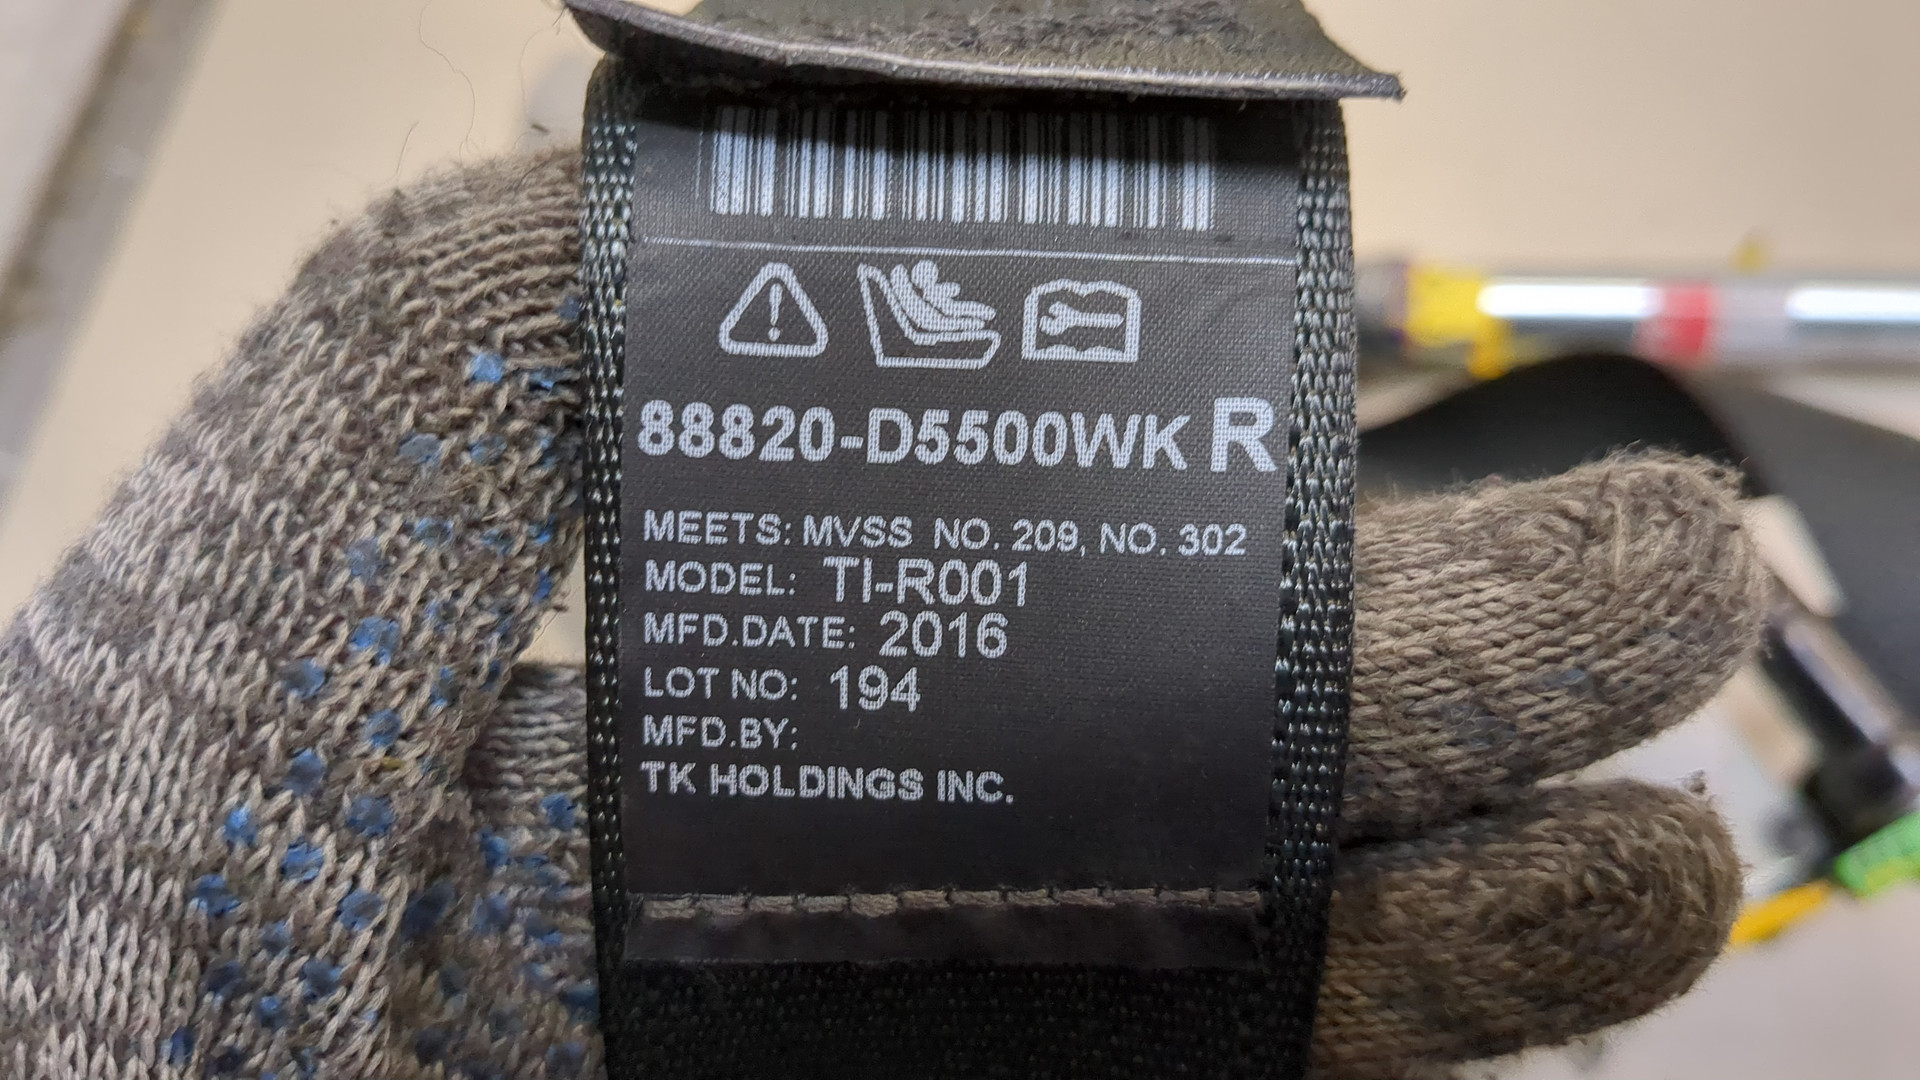 88820-D5500WK R
MEETS: MVSS NO. 209, NO. 302
MODEL: TI-R001
MFD.DATE: 2016
LOT NO: 194
MFD.BY:
TK HOLDINGS INC.